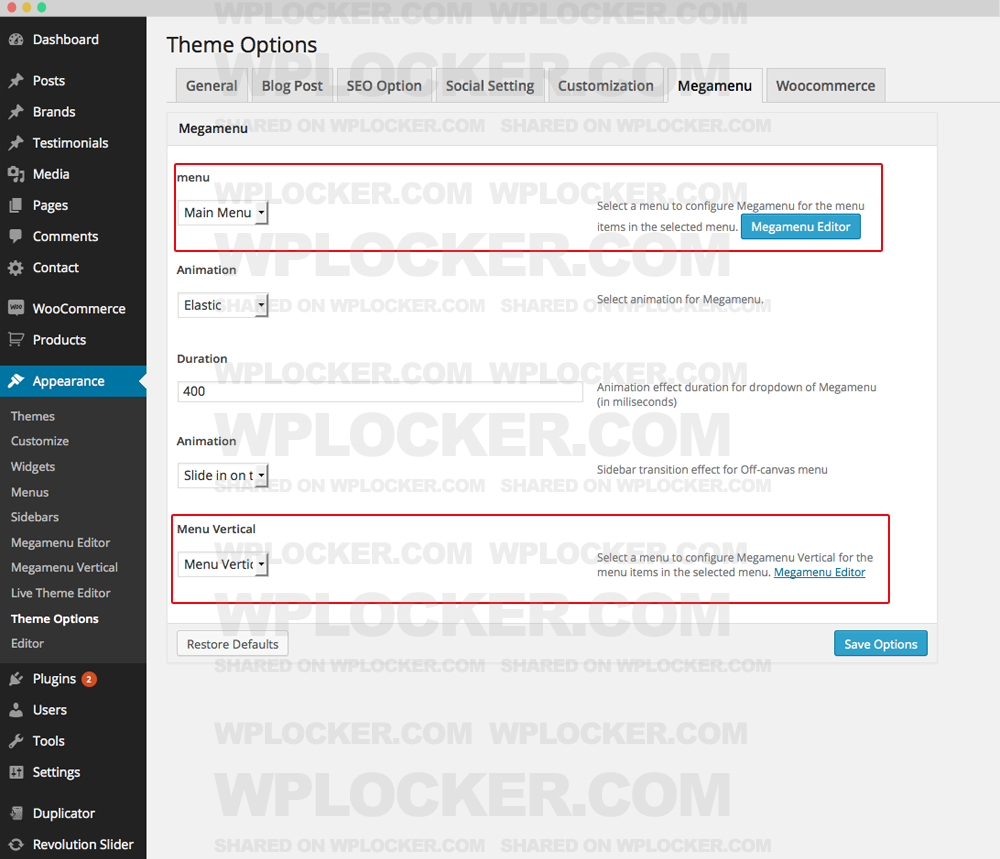 Dashboard
Posts
Brands
Testimonials
Media
Pages
Comments
Contact
WooCommerce
Products
Appearance
Themes
Customize
Widgets
Menus
Sidebars
Megamenu Editor
Megamenu Vertical
Live Theme Editor
Theme Options
Editor
Plugins 2
Users
Tools
Settings
Duplicator
Revolution Slider
WPLOCKER.COM WPLOCKER.COM
Theme Options
WPLOCKER.COM
General Blog Post SEO Option Social Setting Customization Megamenu Woocommerce
Megamenu
SHARED ON WPLOCKER.COM SHARED ON WPLOCKER.COM
menu
WPLOCKER.COM WPLOCKER.COM
Main Menu
Select a menu to configure Megamenu for the menu
items in the selected menu. Megamenu Editor
WPLOCKER.COM
Animation
Elastic
Select animation for Megamenu.
SHARED ON WPLOCKER.COM SHARED ON WPLOCKER.COM
Duration
WPLOCKER.COM WPLOCKER.COM
400
Animation effect duration for dropdown of Megamenu
(in miliseconds)
WPLOCKER.COM
Animation
Slide in on t
Sidebar transition effect for Off-canvas menu
SHARED ON WPLOCKER.COM SHARED ON WPLOCKER.COM
Menu Vertical
WPLOCKER.COM WPLOCKER.COM
Menu Vertic
Select a menu to configure Megamenu Vertical for the
menu items in the selected menu. Megamenu Editor
WPLOCKER.COM
Restore Defaults
Save Options
SHARED ON WPLOCKER.COM SHARED ON WPLOCKER.COM
WPLOCKER.COM WPLOCKER.COM
WPLOCKER.COM
SHARED ON WPLOCKER.COM SHARED ON WPLOCKER.COM